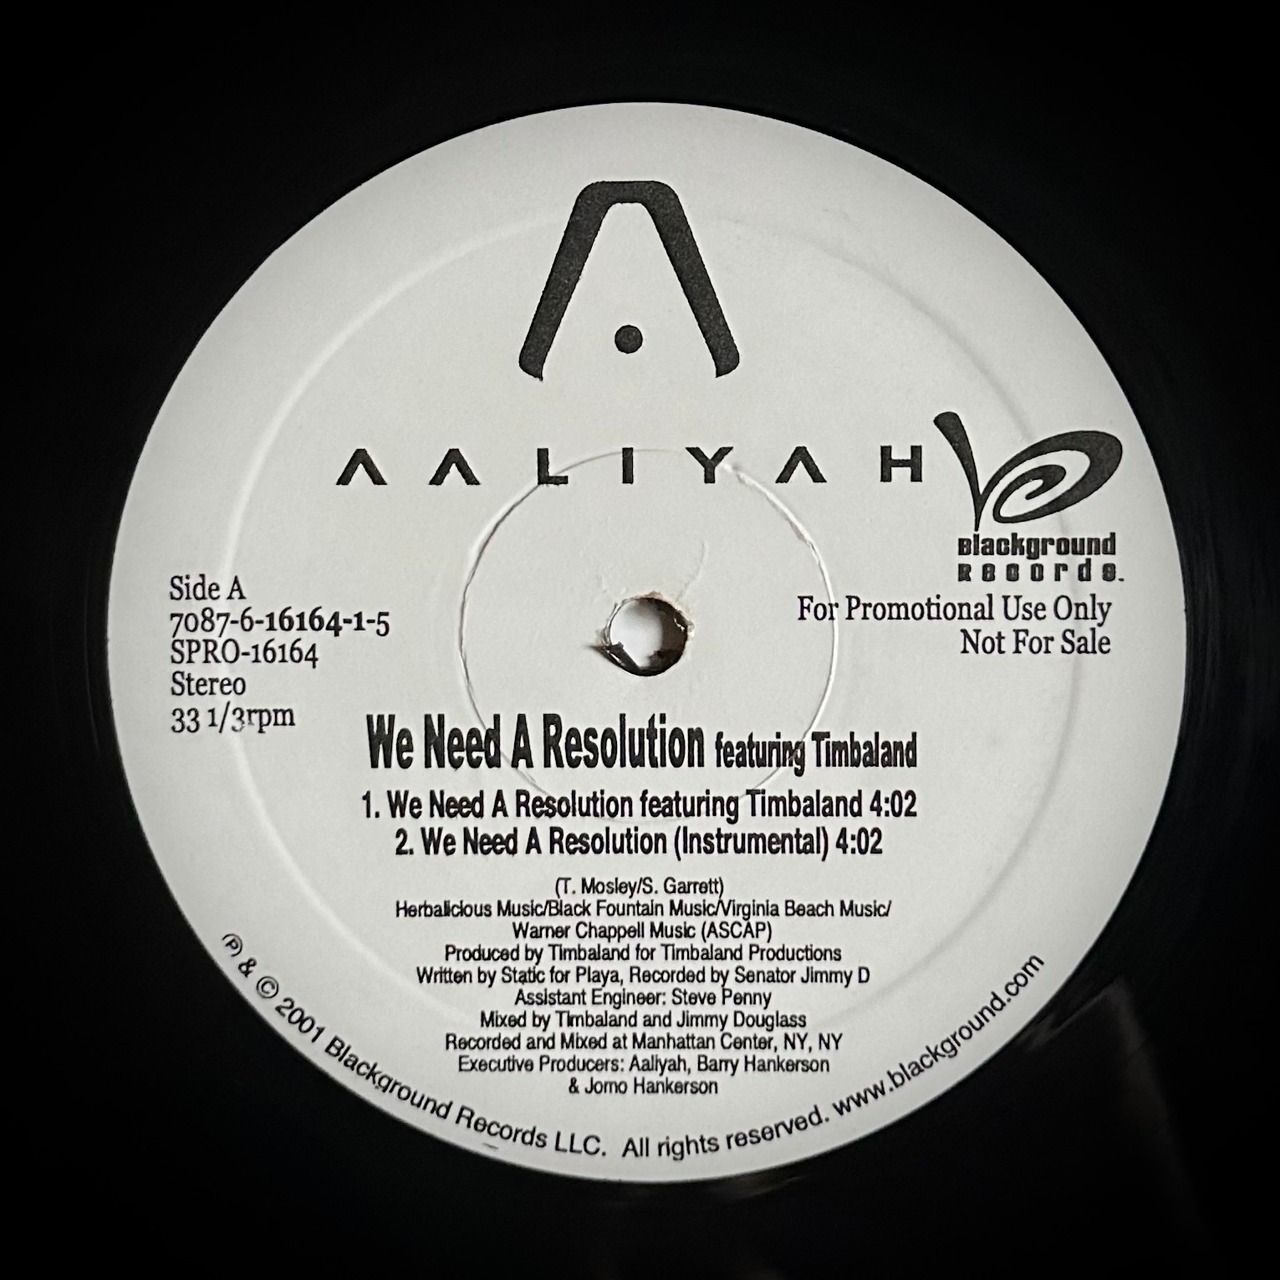 AALIYAH
Blackground
Records.
Side A
7087-6-16164-1-5
SPRO-16164
Stereo
33 1/3rpm
For Promotional Use Only
Not For Sale
We Need A Resolution featuring Timbaland
1. We Need A Resolution featuring Timbaland 4:02
2. We Need A Resolution (Instrumental) 4:02
(T. Mosley/S. Garrett)
Herbalicious Music/Black Fountain Music/Virginia Beach Music/
Warner Chappell Music (ASCAP)
Produced by Timbaland for Timbaland Productions
Written by Static for Playa, Recorded by Senator Jimmy D
Assistant Engineer: Steve Penny
Mixed by Timbaland and Jimmy Douglass
Recorded and Mixed at Manhattan Center, NY, NY
Executive Producers: Aaliyah, Barry Hankerson
& Jomo Hankerson
℗ & © 2001 Blackground Records LLC. All rights reserved. www.blackground.com